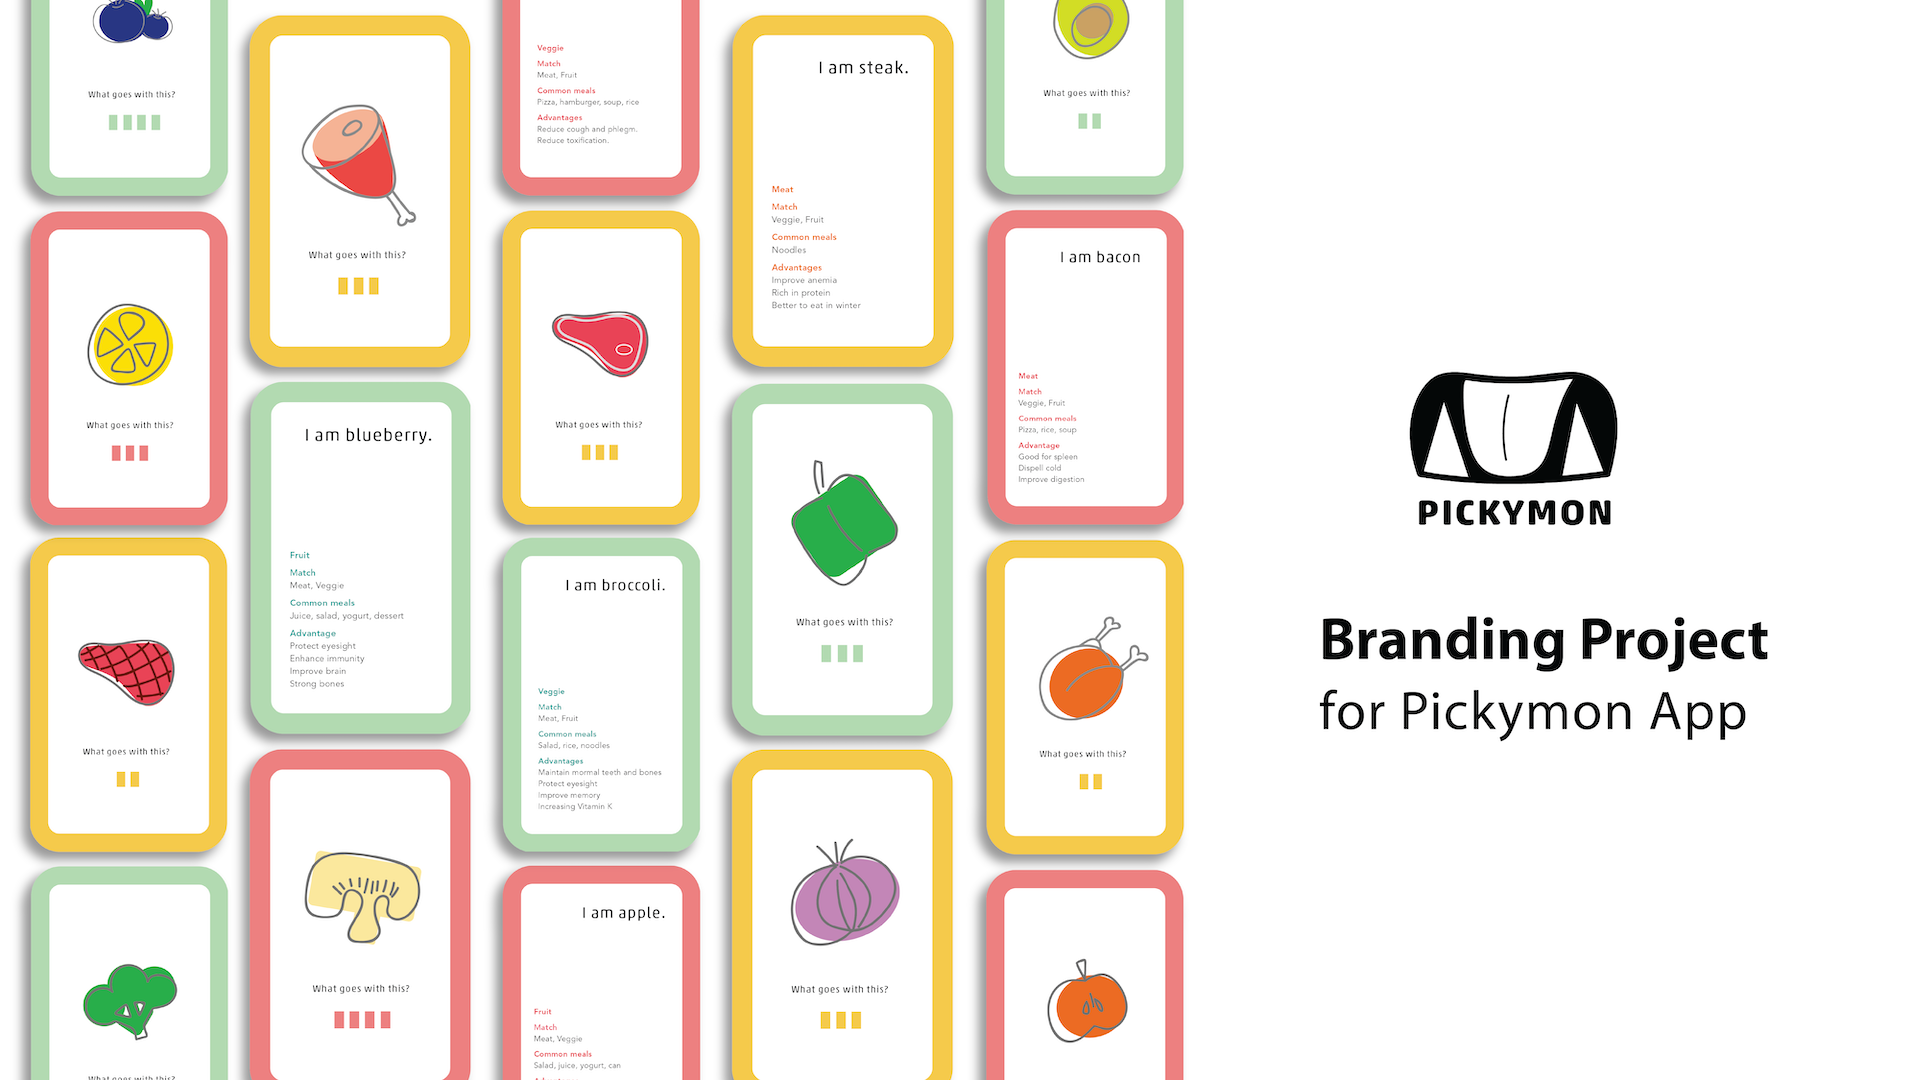 What goes with this?
What goes with this?
What goes with this?
What goes with this?
What goes with this?
I am blueberry.
Fruit
Match
Meat, Veggie
Common meals
Juice, salad, yogurt, dessert
Advantage
Protect eyesight
Enhance immunity
Improve brain
Strong bones
What goes with this?
Veggie
Match
Meat, Fruit
Common meals
Pizza, hamburger, soup, rice
Advantages
Reduce cough and phlegm.
Reduce toxification.
What goes with this?
I am broccoli.
Veggie
Match
Meat, Fruit
Common meals
Salad, rice, noodles
Advantages
Maintain mormal teeth and bones
Protect eyesight
Improve memory
Increasing Vitamin K
I am apple.
Fruit
Match
Meat, Veggie
Common meals
Salad, juice, yogurt, can
I am steak.
Meat
Match
Veggie, Fruit
Common meals
Noodles
Advantages
Improve anemia
Rich in protein
Better to eat in winter
What goes with this?
What goes with this?
What goes with this?
I am bacon
Meat
Match
Veggie, Fruit
Common meals
Pizza, rice, soup
Advantage
Good for spleen
Dispell cold
Improve digestion
What goes with this?
PICKYMON
Branding Project
for Pickymon App